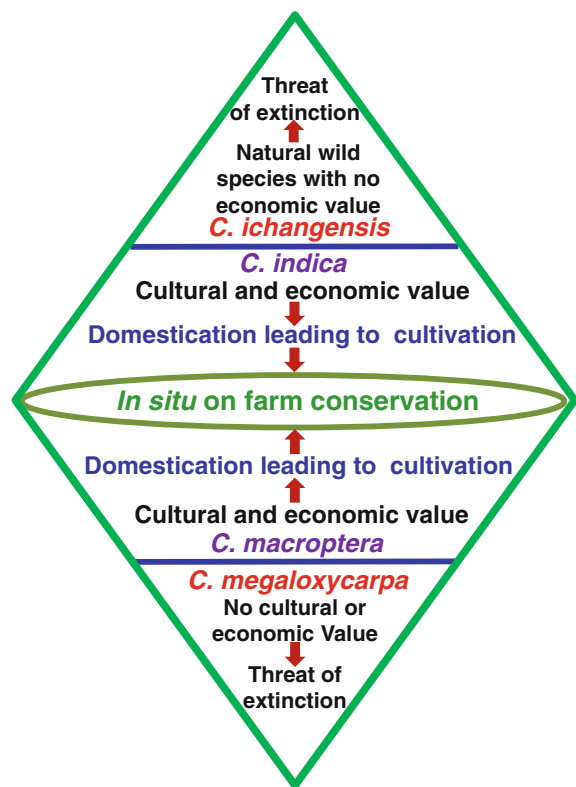 Threat
of extinction
Natural wild
species with no
economic value
C. ichangensis
C. indica
Cultural and economic value
Domestication leading to cultivation
In situ on farm conservation
Domestication leading to cultivation
Cultural and economic value
C. macroptera
C. megaloxycarpa
No cultural or
economic Value
Threat of
extinction